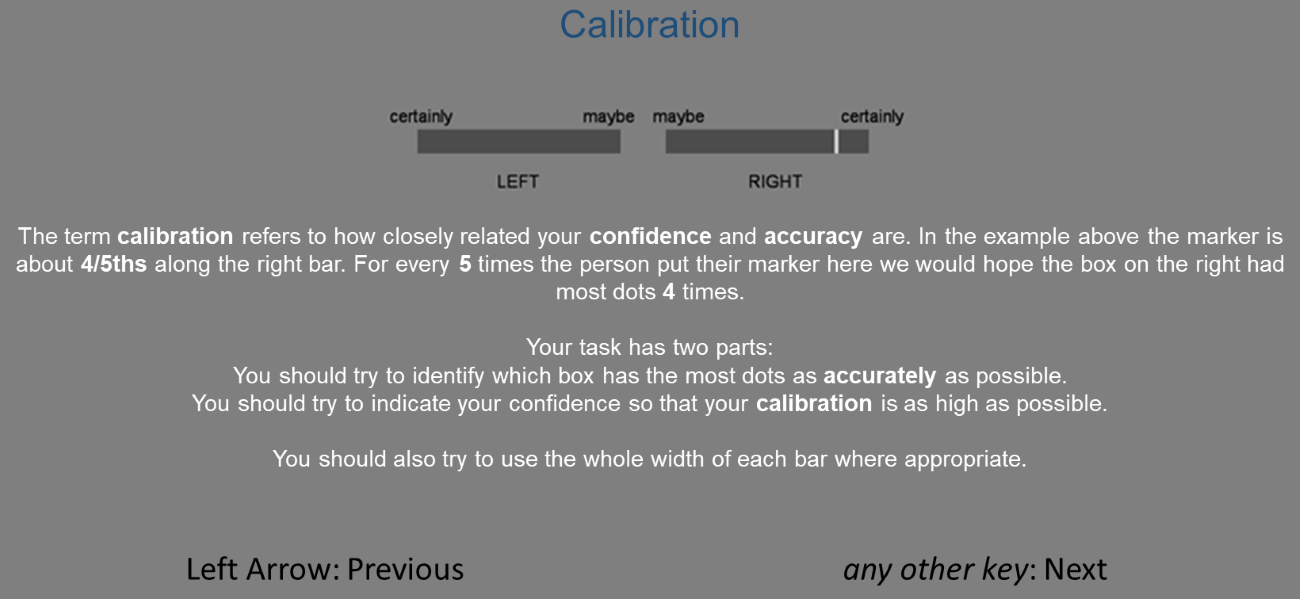 Calibration
certainly maybe maybe certainly
LEFT RIGHT
The term calibration refers to how closely related your confidence and accuracy are. In the example above the marker is
about 4/5ths along the right bar. For every 5 times the person put their marker here we would hope the box on the right had
most dots 4 times.
Your task has two parts:
You should try to identify which box has the most dots as accurately as possible.
You should try to indicate your confidence so that your calibration is as high as possible.
You should also try to use the whole width of each bar where appropriate.
Left Arrow: Previous any other key: Next